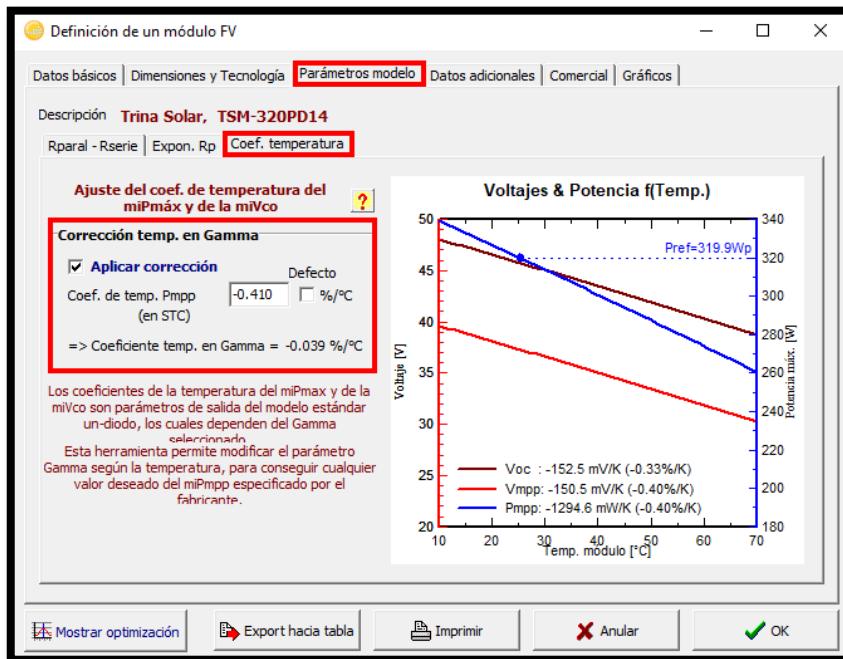 Definición de un módulo FV
Datos básicos Dimensiones y Tecnología Parámetros modelo Datos adicionales Comercial Gráficos
Descripción Trina Solar, TSM-320PD14
Rparal - Rserie Expon. Rp Coef. temperatura
Ajuste del coef. de temperatura del
miPmáx y de la miVco
?
Corrección temp. en Gamma
Aplicar corrección
Defecto
Coef. de temp. Pmpp -0.410 %/ºC
(en STC)
=> Coeficiente temp. en Gamma = -0.039 %/ºC
Los coeficientes de la temperatura del miPmax y de la
miVco son parámetros de salida del modelo estándar
un-diodo, los cuales dependen del Gamma
seleccionado
Esta herramienta permite modificar el parámetro
Gamma según la temperatura, para conseguir cualquier
valor deseado del miPmpp especificado por el
fabricante.
Voltajes & Potencia f(Temp.)
50
45
40
35
30
25
20
Voltaje [V]
Pref=319.9Wp
Voc : -152.5 mV/K (-0.33%/K)
Vmpp: -150.5 mV/K (-0.40%/K)
Pmpp: -1294.6 mW/K (-0.40%/K)
340
320
300
280
260
240
220
200
180
Potencia máx. [W]
10 20 30 40 50 60 70
Temp. módulo [°C]
Mostrar optimización Export hacia tabla Imprimir Anular OK